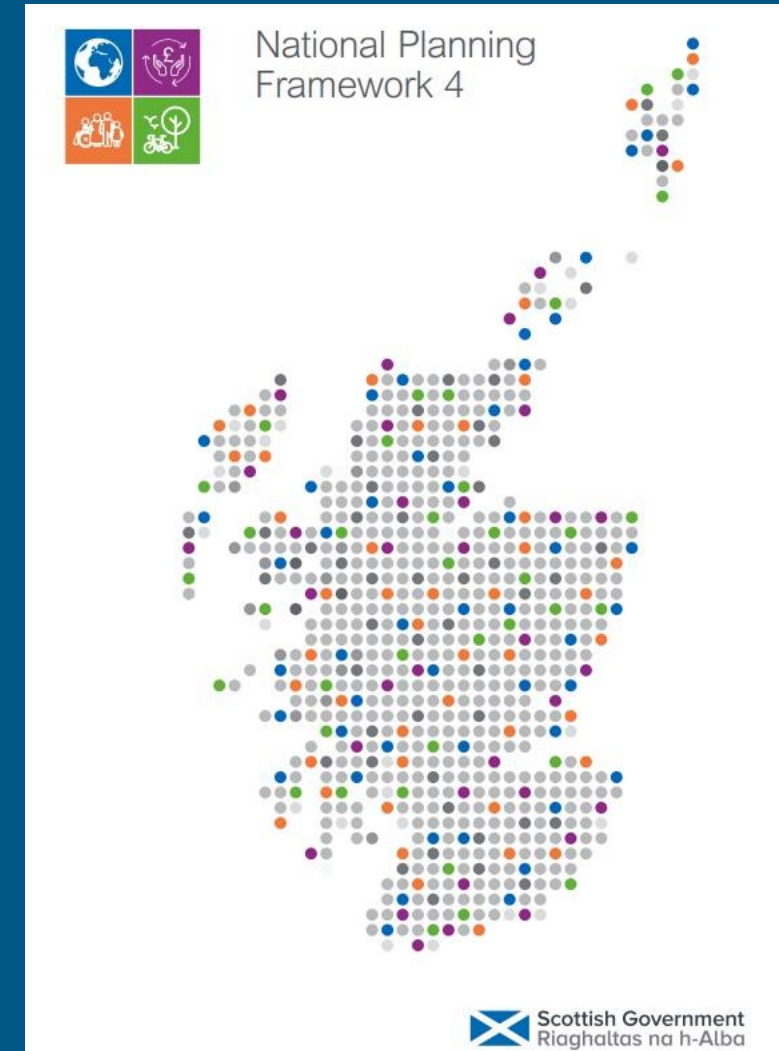 £
National Planning
Framework 4
Scottish Government
Riaghaltas na h-Alba